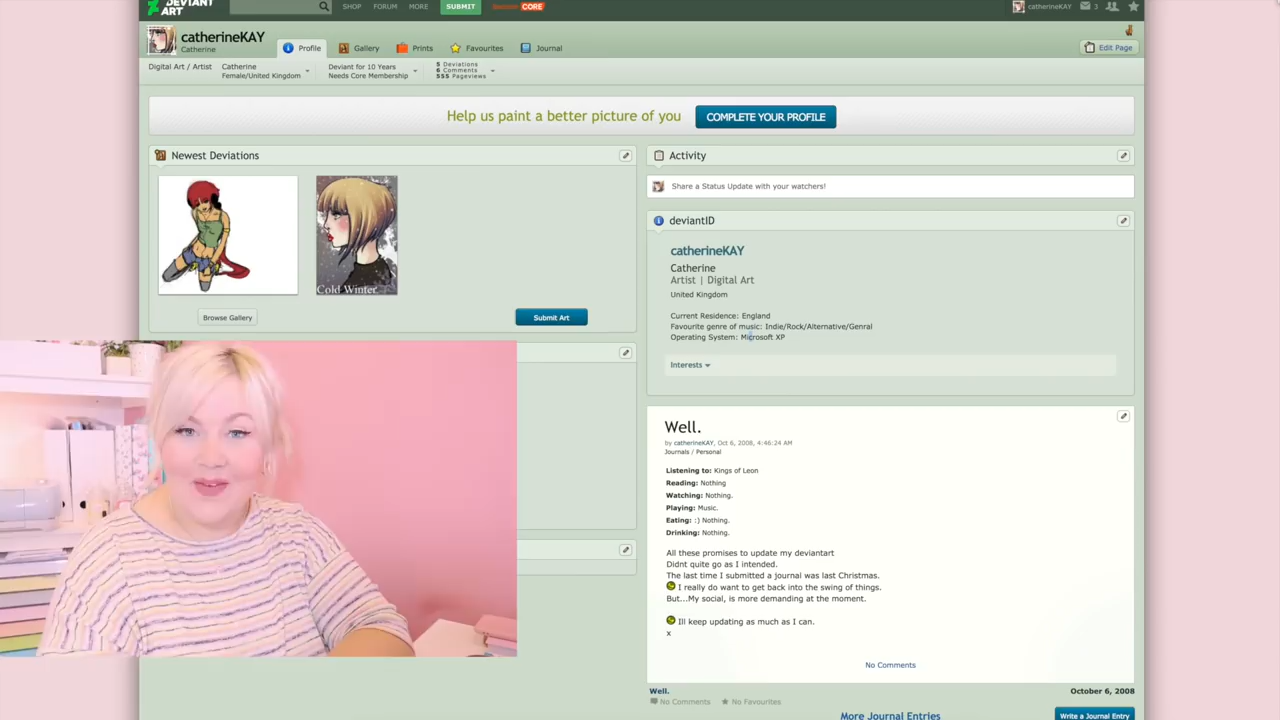 DEVIANT
ART
SHOP FORUM MORE SUBMIT CORE catherineKAY 3
catherineKAY
Catherine
Profile Gallery Prints Favourites Journal
Edit Page
Digital Art / Artist
Catherine
Female/United Kingdom
Deviant for 10 Years
Needs Core Membership
5 Deviations
6 Comments
555 Pageviews
Help us paint a better picture of you COMPLETE YOUR PROFILE
Newest Deviations
Cold Winter.
Browse Gallery
Submit Art
Activity
Share a Status Update with your watchers!
deviantID
catherineKAY
Catherine
Artist | Digital Art
United Kingdom
Current Residence: England
Favourite genre of music: Indie/Rock/Alternative/Genral
Operating System: Microsoft XP
Interests
Well.
by catherineKAY, Oct 6, 2008, 4:46:24 AM
Journals / Personal
Listening to: Kings of Leon
Reading: Nothing
Watching: Nothing.
Playing: Music.
Eating: :) Nothing.
Drinking: Nothing.
All these promises to update my deviantart
Didnt quite go as I intended.
The last time I submitted a journal was last Christmas.
I really do want to get back into the swing of things.
But...My social, is more demanding at the moment.
Ill keep updating as much as I can.
x
No Comments
Well. October 6, 2008
No Comments No Favourites
More Journal Entries
Write a Journal Entry